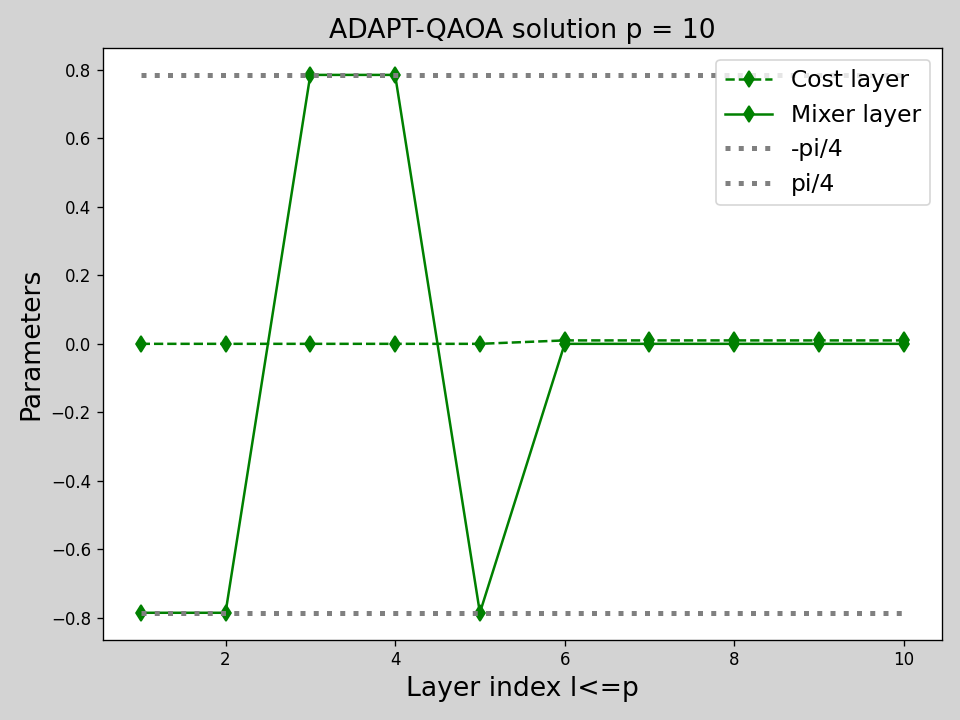 ADAPT-QAOA solution p = 10
Cost layer
Mixer layer
-pi/4
pi/4
Parameters
0.8
0.6
0.4
0.2
0.0
−0.2
−0.4
−0.6
−0.8
2 4 6 8 10
Layer index l<=p